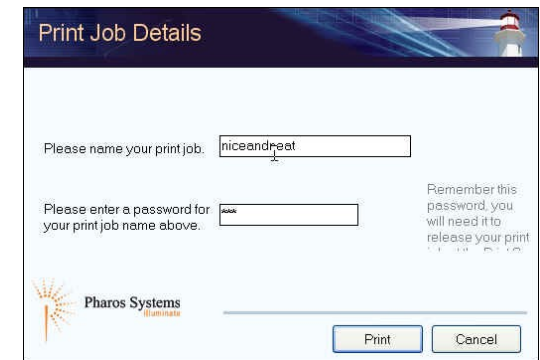 Print Job Details
Please name your print job.
niceandneat
Please enter a password for
your print job name above.
***
Remember this
password, you
will need it to
release your print
Pharos Systems
illuminate
Print
Cancel